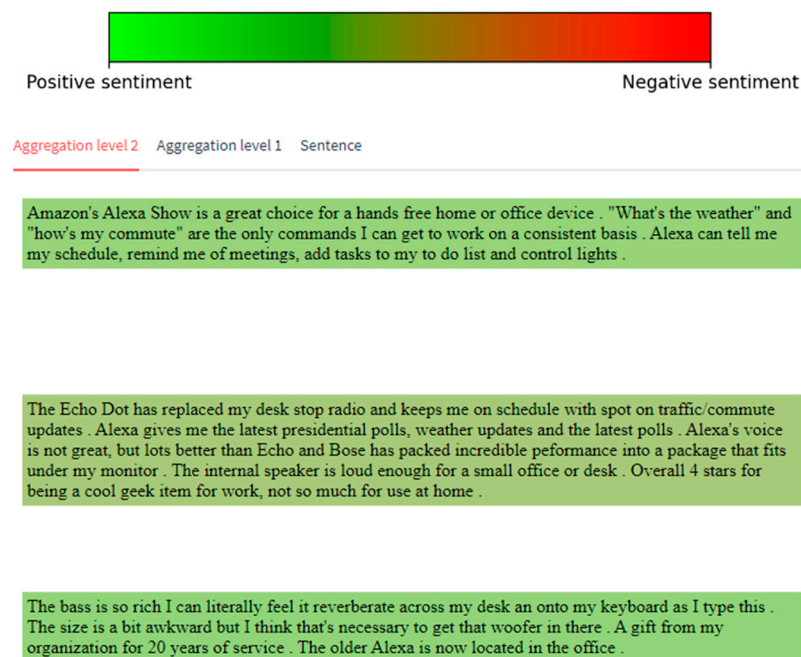 Positive sentiment Negative sentiment
Aggregation level 2 Aggregation level 1 Sentence
Amazon's Alexa Show is a great choice for a hands free home or office device . "What's the weather" and
"how's my commute" are the only commands I can get to work on a consistent basis . Alexa can tell me
my schedule, remind me of meetings, add tasks to my to do list and control lights .
The Echo Dot has replaced my desk stop radio and keeps me on schedule with spot on traffic/commute
updates . Alexa gives me the latest presidential polls, weather updates and the latest polls . Alexa's voice
is not great, but lots better than Echo and Bose has packed incredible peformance into a package that fits
under my monitor . The internal speaker is loud enough for a small office or desk . Overall 4 stars for
being a cool geek item for work, not so much for use at home .
The bass is so rich I can literally feel it reverberate across my desk an onto my keyboard as I type this .
The size is a bit awkward but I think that's necessary to get that woofer in there . A gift from my
organization for 20 years of service . The older Alexa is now located in the office .